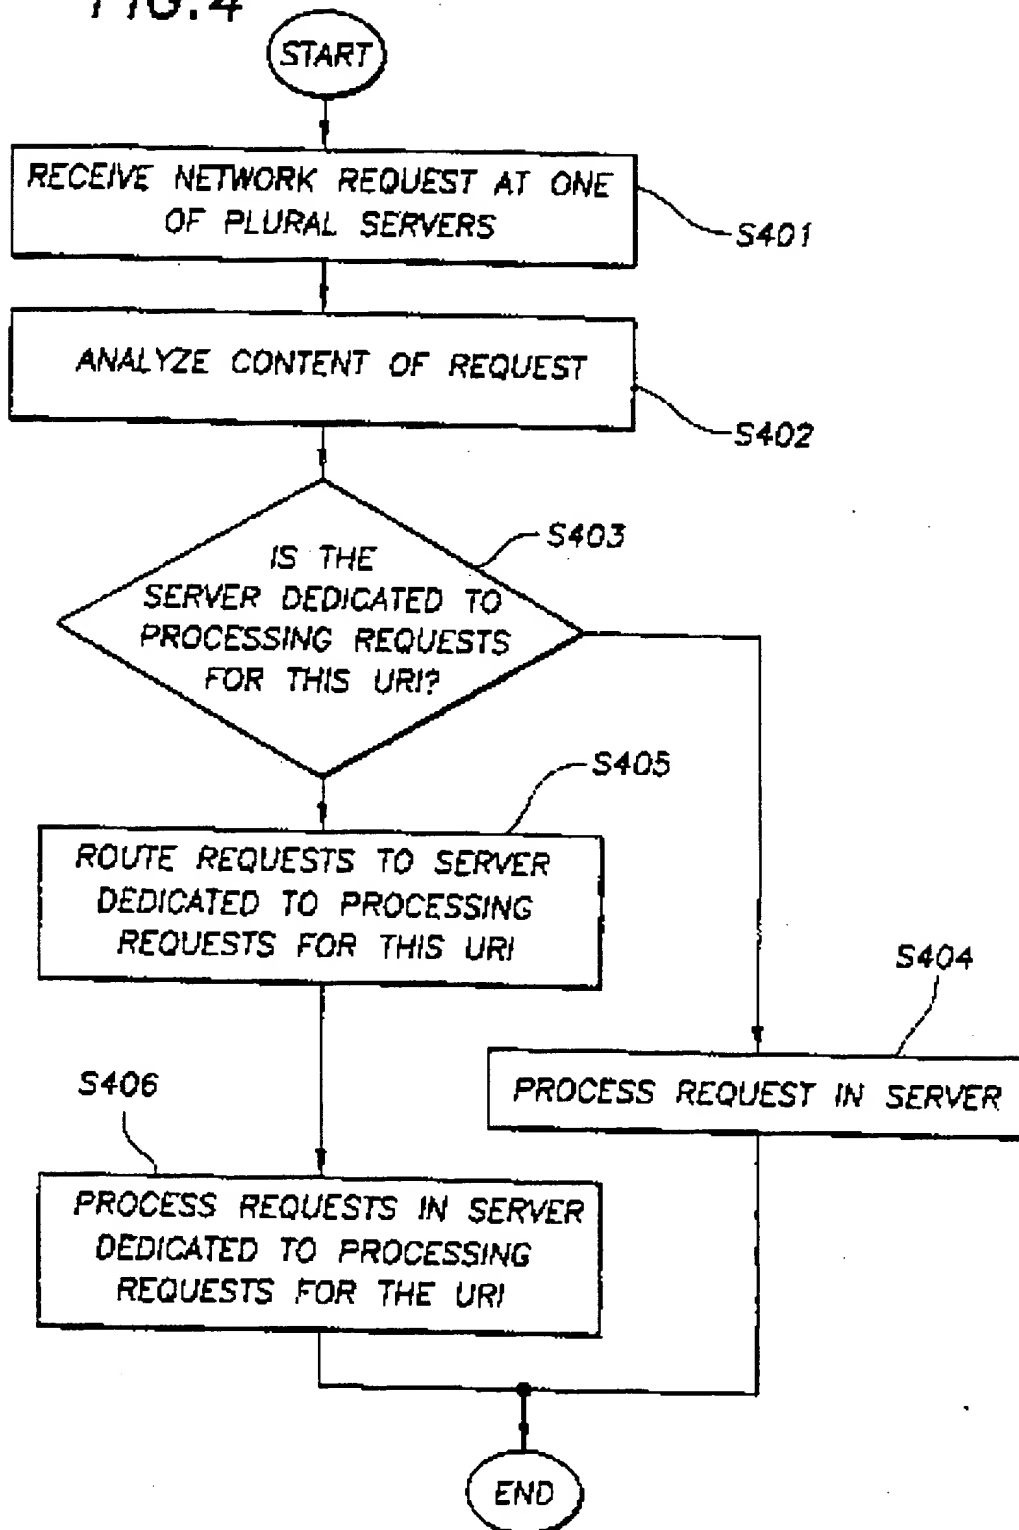 FIG.4
START
RECEIVE NETWORK REQUEST AT ONE
OF PLURAL SERVERS
S401
ANALYZE CONTENT OF REQUEST
S402
S403
IS THE
SERVER DEDICATED TO
PROCESSING REQUESTS
FOR THIS URI?
S405
ROUTE REQUESTS TO SERVER
DEDICATED TO PROCESSING
REQUESTS FOR THIS URI
S404
PROCESS REQUEST IN SERVER
S406
PROCESS REQUESTS IN SERVER
DEDICATED TO PROCESSING
REQUESTS FOR THE URI
END